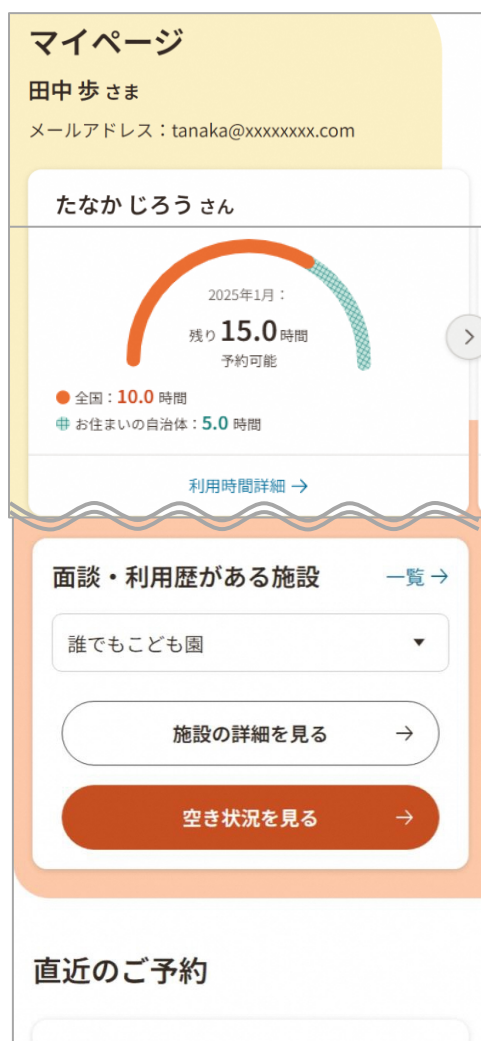 マイページ
田中 歩 さま
メールアドレス：tanaka@xxxxxxxx.com
たなか じろう さん
2025年1月：
残り 15.0 時間
予約可能
全国：10.0 時間
お住まいの自治体：5.0 時間
利用時間詳細 →
面談・利用歴がある施設 一覧 →
誰でもこども園
施設の詳細を見る →
空き状況を見る →
直近のご予約